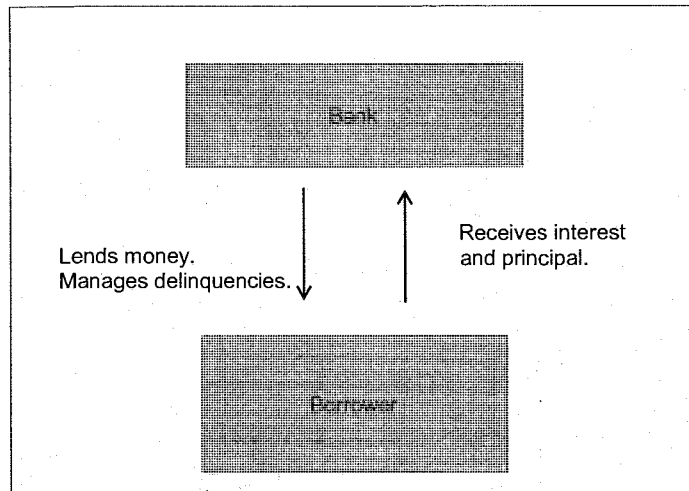 Bank
Lends money.
Manages delinquencies.
Receives interest
and principal.
Borrower